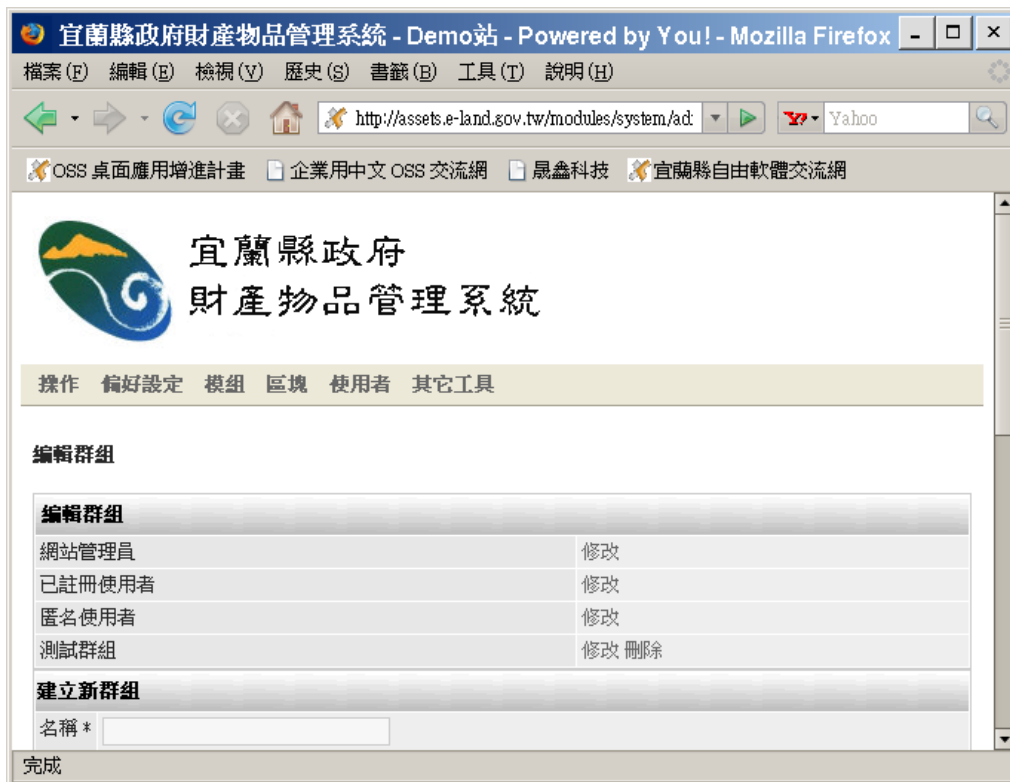 宜蘭縣政府財產物品管理系統 - Demo站 - Powered by You! - Mozilla Firefox
檔案(F) 編輯(E) 檢視(V) 歷史(S) 書籤(B) 工具(T) 說明(H)
http://assets.e-land.gov.tw/modules/system/ad Yahoo
OSS 桌面應用增進計畫 企業用中文 OSS 交流網 晟鑫科技 宜蘭縣自由軟體交流網
宜蘭縣政府
財產物品管理系統
操作 偏好設定 模組 區塊 使用者 其它工具
編輯群組
編輯群組
網站管理員 修改
已註冊使用者 修改
匿名使用者 修改
測試群組 修改 刪除
建立新群組
名稱 *
完成